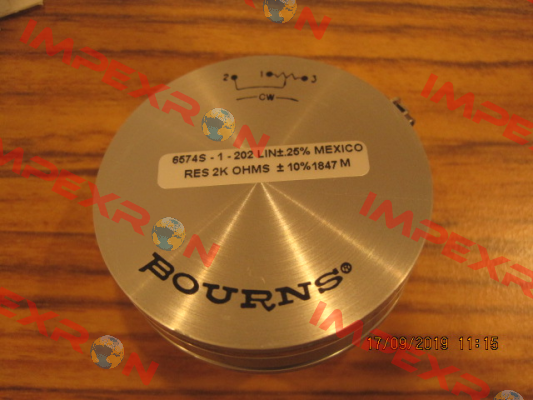 IMPEXRON
IMPEXRON
2 1 3
CW
6574S - 1 - 202 LIN±.25% MEXICO
RES 2K OHMS ± 10%1847 M
IMPEXRON
IMPEXRON
BOURNS®
IMPEXRON
IMPEXRON
17/09/2019 11:15